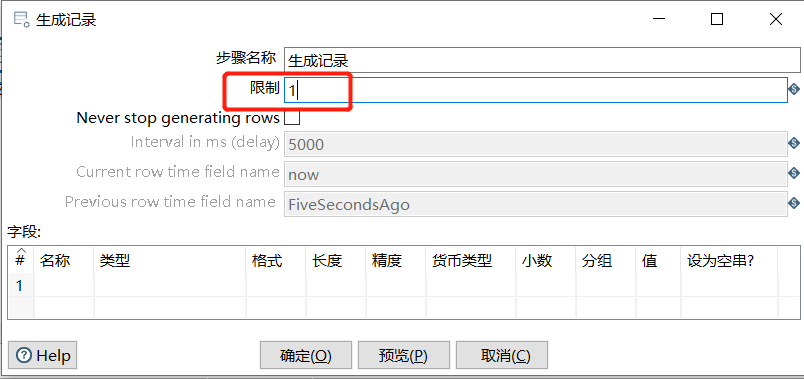 生成记录
步骤名称 生成记录
限制 1
Never stop generating rows
Interval in ms (delay) 5000
Current row time field name now
Previous row time field name FiveSecondsAgo
字段:
# 名称 类型 格式 长度 精度 货币类型 小数 分组 值 设为空串?
1
Help 确定(O) 预览(P) 取消(C)